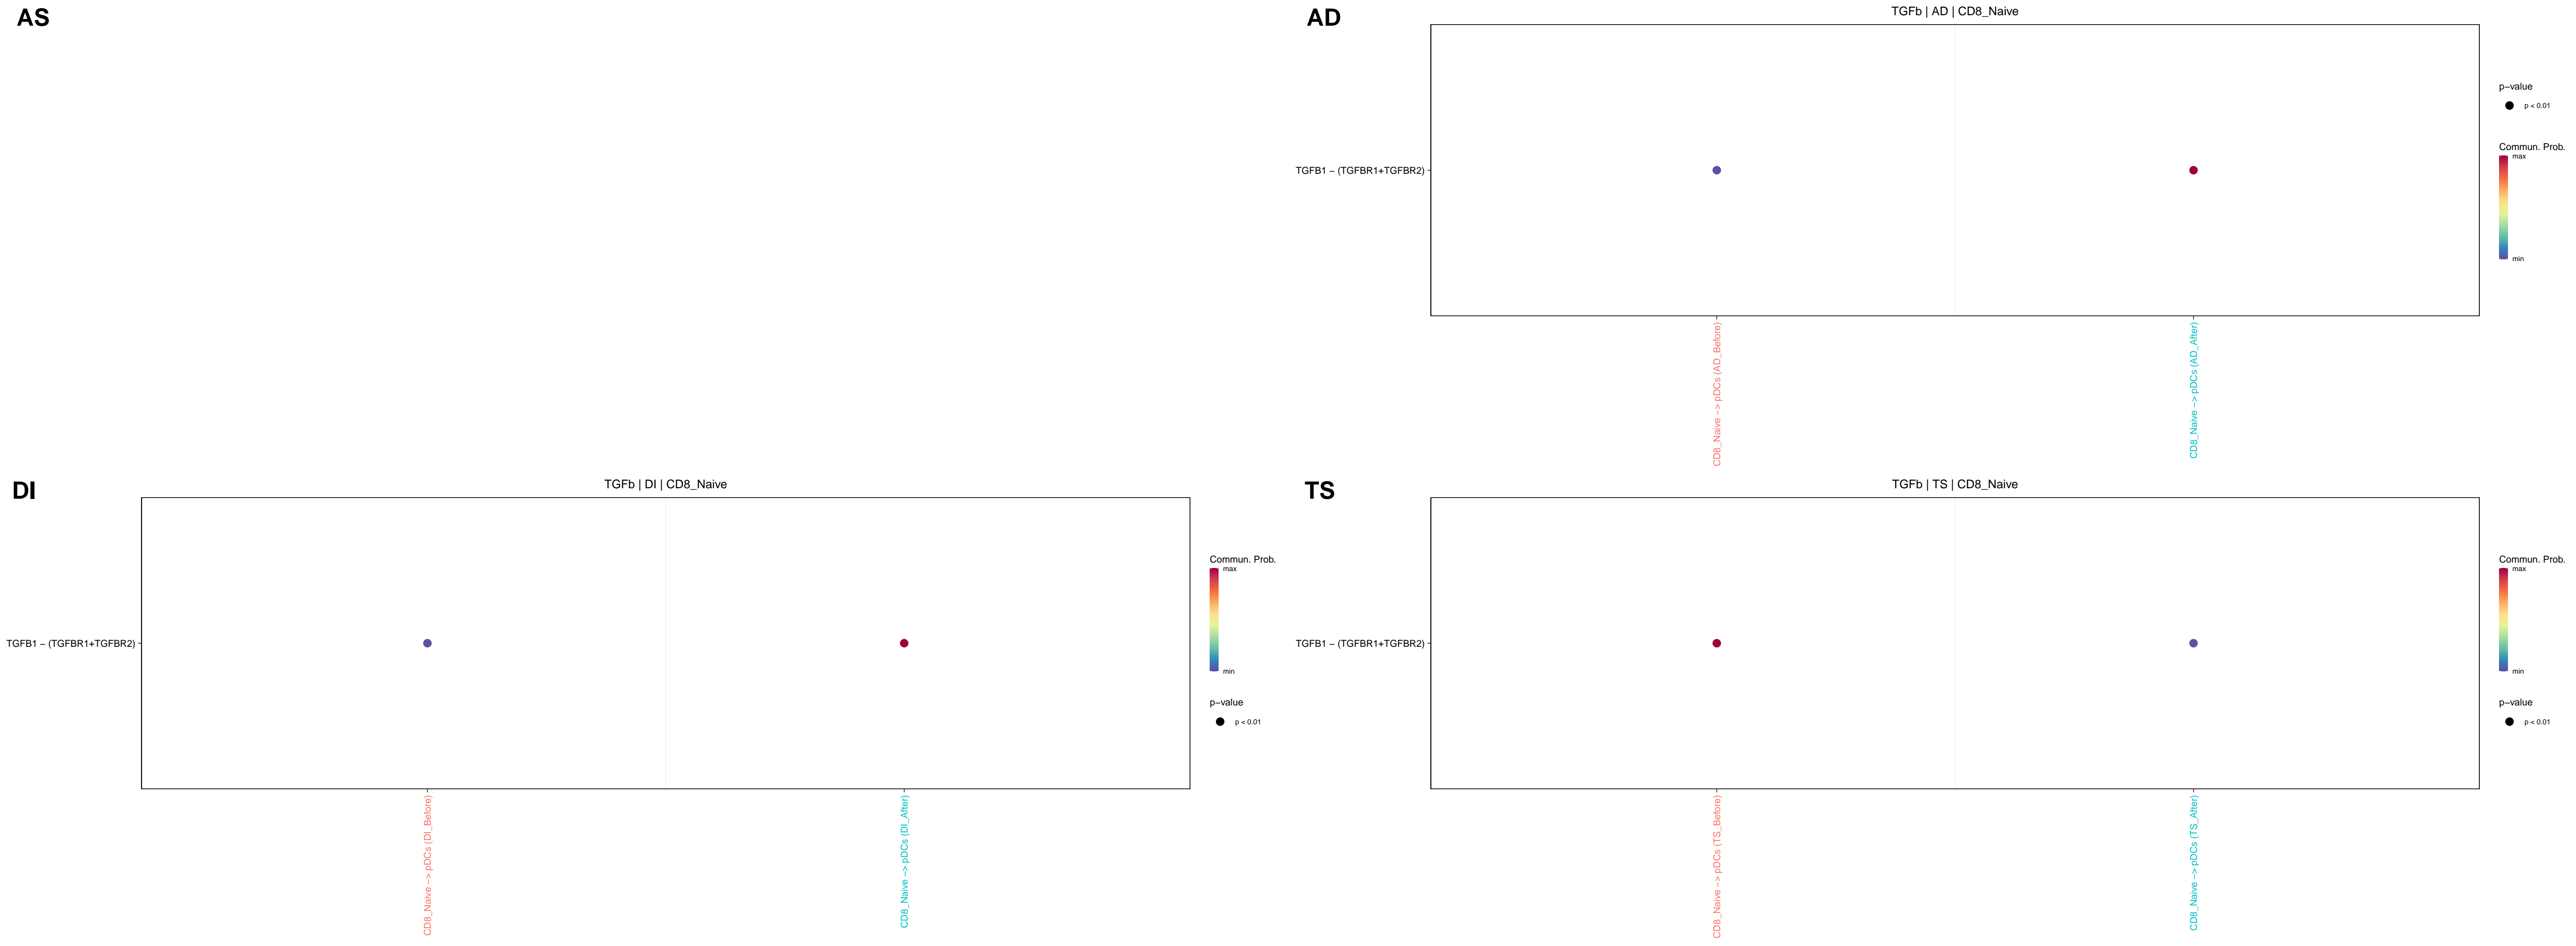 AS
AD
TGFb | AD | CD8_Naive
TGFB1 − (TGFBR1+TGFBR2)
CD8_Naive −> pDCs (AD_Before)
CD8_Naive −> pDCs (AD_After)
p−value
p < 0.01
Commun. Prob.
max
min
DI
TGFb | DI | CD8_Naive
TGFB1 − (TGFBR1+TGFBR2)
CD8_Naive −> pDCs (DI_Before)
CD8_Naive −> pDCs (DI_After)
Commun. Prob.
max
min
p−value
p < 0.01
TS
TGFb | TS | CD8_Naive
TGFB1 − (TGFBR1+TGFBR2)
CD8_Naive −> pDCs (TS_Before)
CD8_Naive −> pDCs (TS_After)
Commun. Prob.
max
min
p−value
p < 0.01